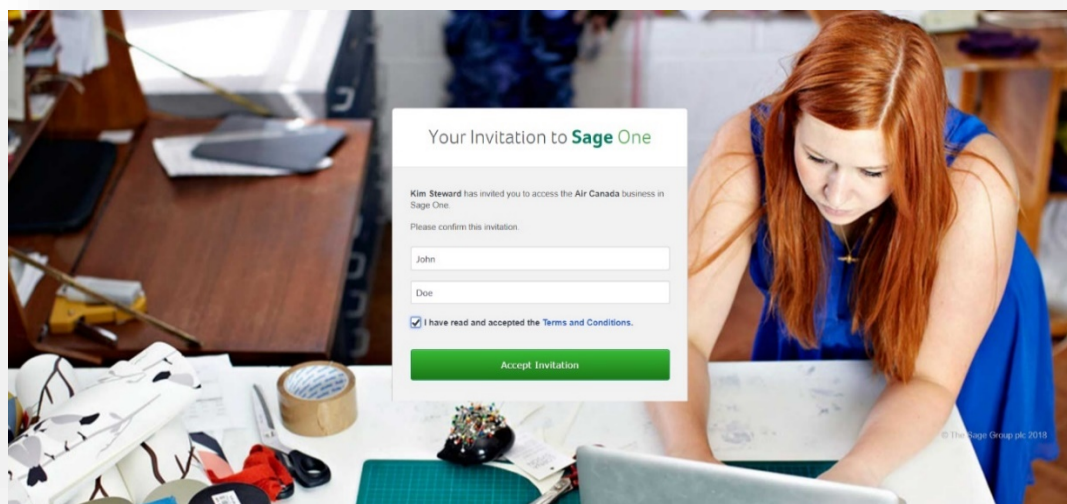 Your Invitation to Sage One
Kim Steward has invited you to access the Air Canada business in
Sage One.
Please confirm this invitation.
John
Doe
I have read and accepted the Terms and Conditions.
Accept Invitation
© The Sage Group plc 2018